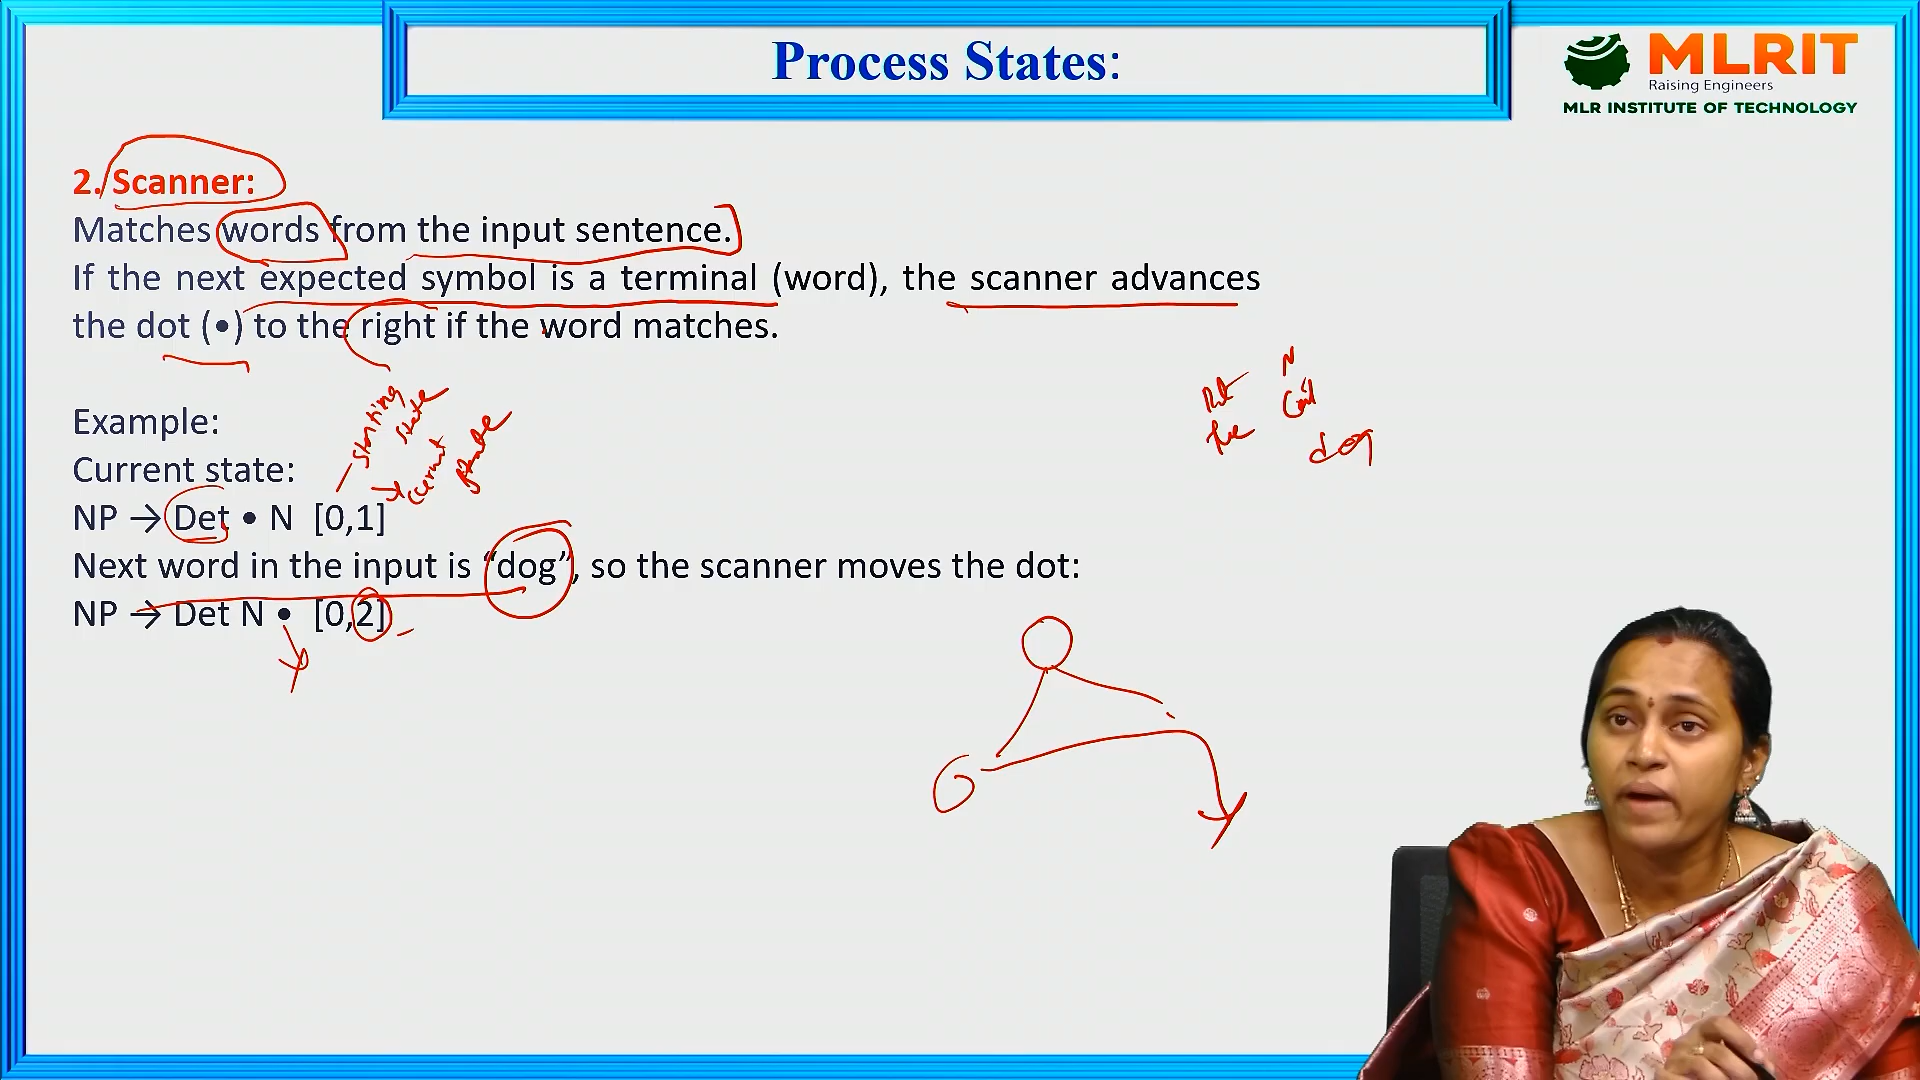 Process States:
MLRIT
Raising Engineers
MLR INSTITUTE OF TECHNOLOGY
2. Scanner:
Matches words from the input sentence.
If the next expected symbol is a terminal (word), the scanner advances
the dot (•) to the right if the word matches.
Example:
Current state:
NP → Det • N [0,1]
Next word in the input is “dog”, so the scanner moves the dot:
NP → Det N • [0,2]
starting
state
current
N
dog